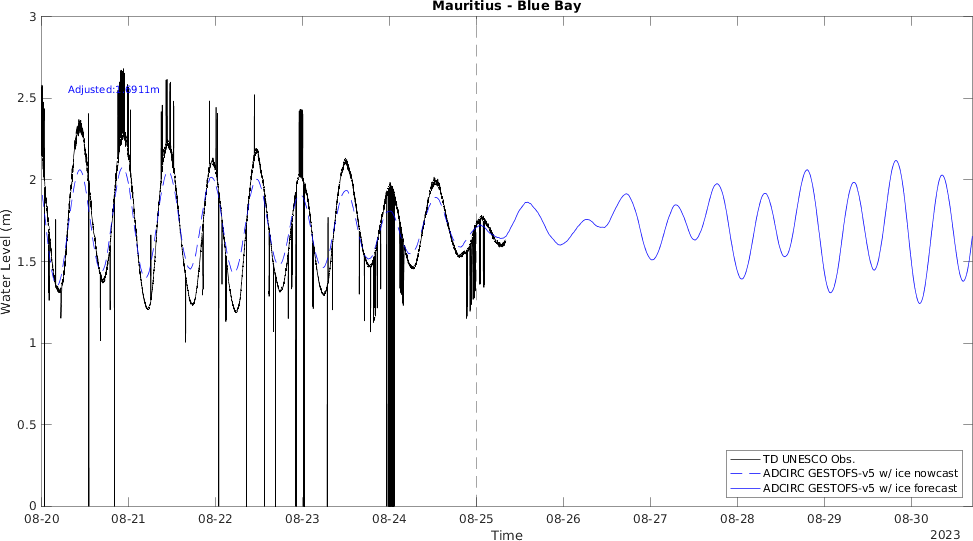 Mauritius - Blue Bay
3
2.5
2
1.5
1
0.5
0
Water Level (m)
08-20 08-21 08-22 08-23 08-24 08-25 08-26 08-27 08-28 08-29 08-30
Time
2023
TD UNESCO Obs.
ADCIRC GESTOFS-v5 w/ ice nowcast
ADCIRC GESTOFS-v5 w/ ice forecast